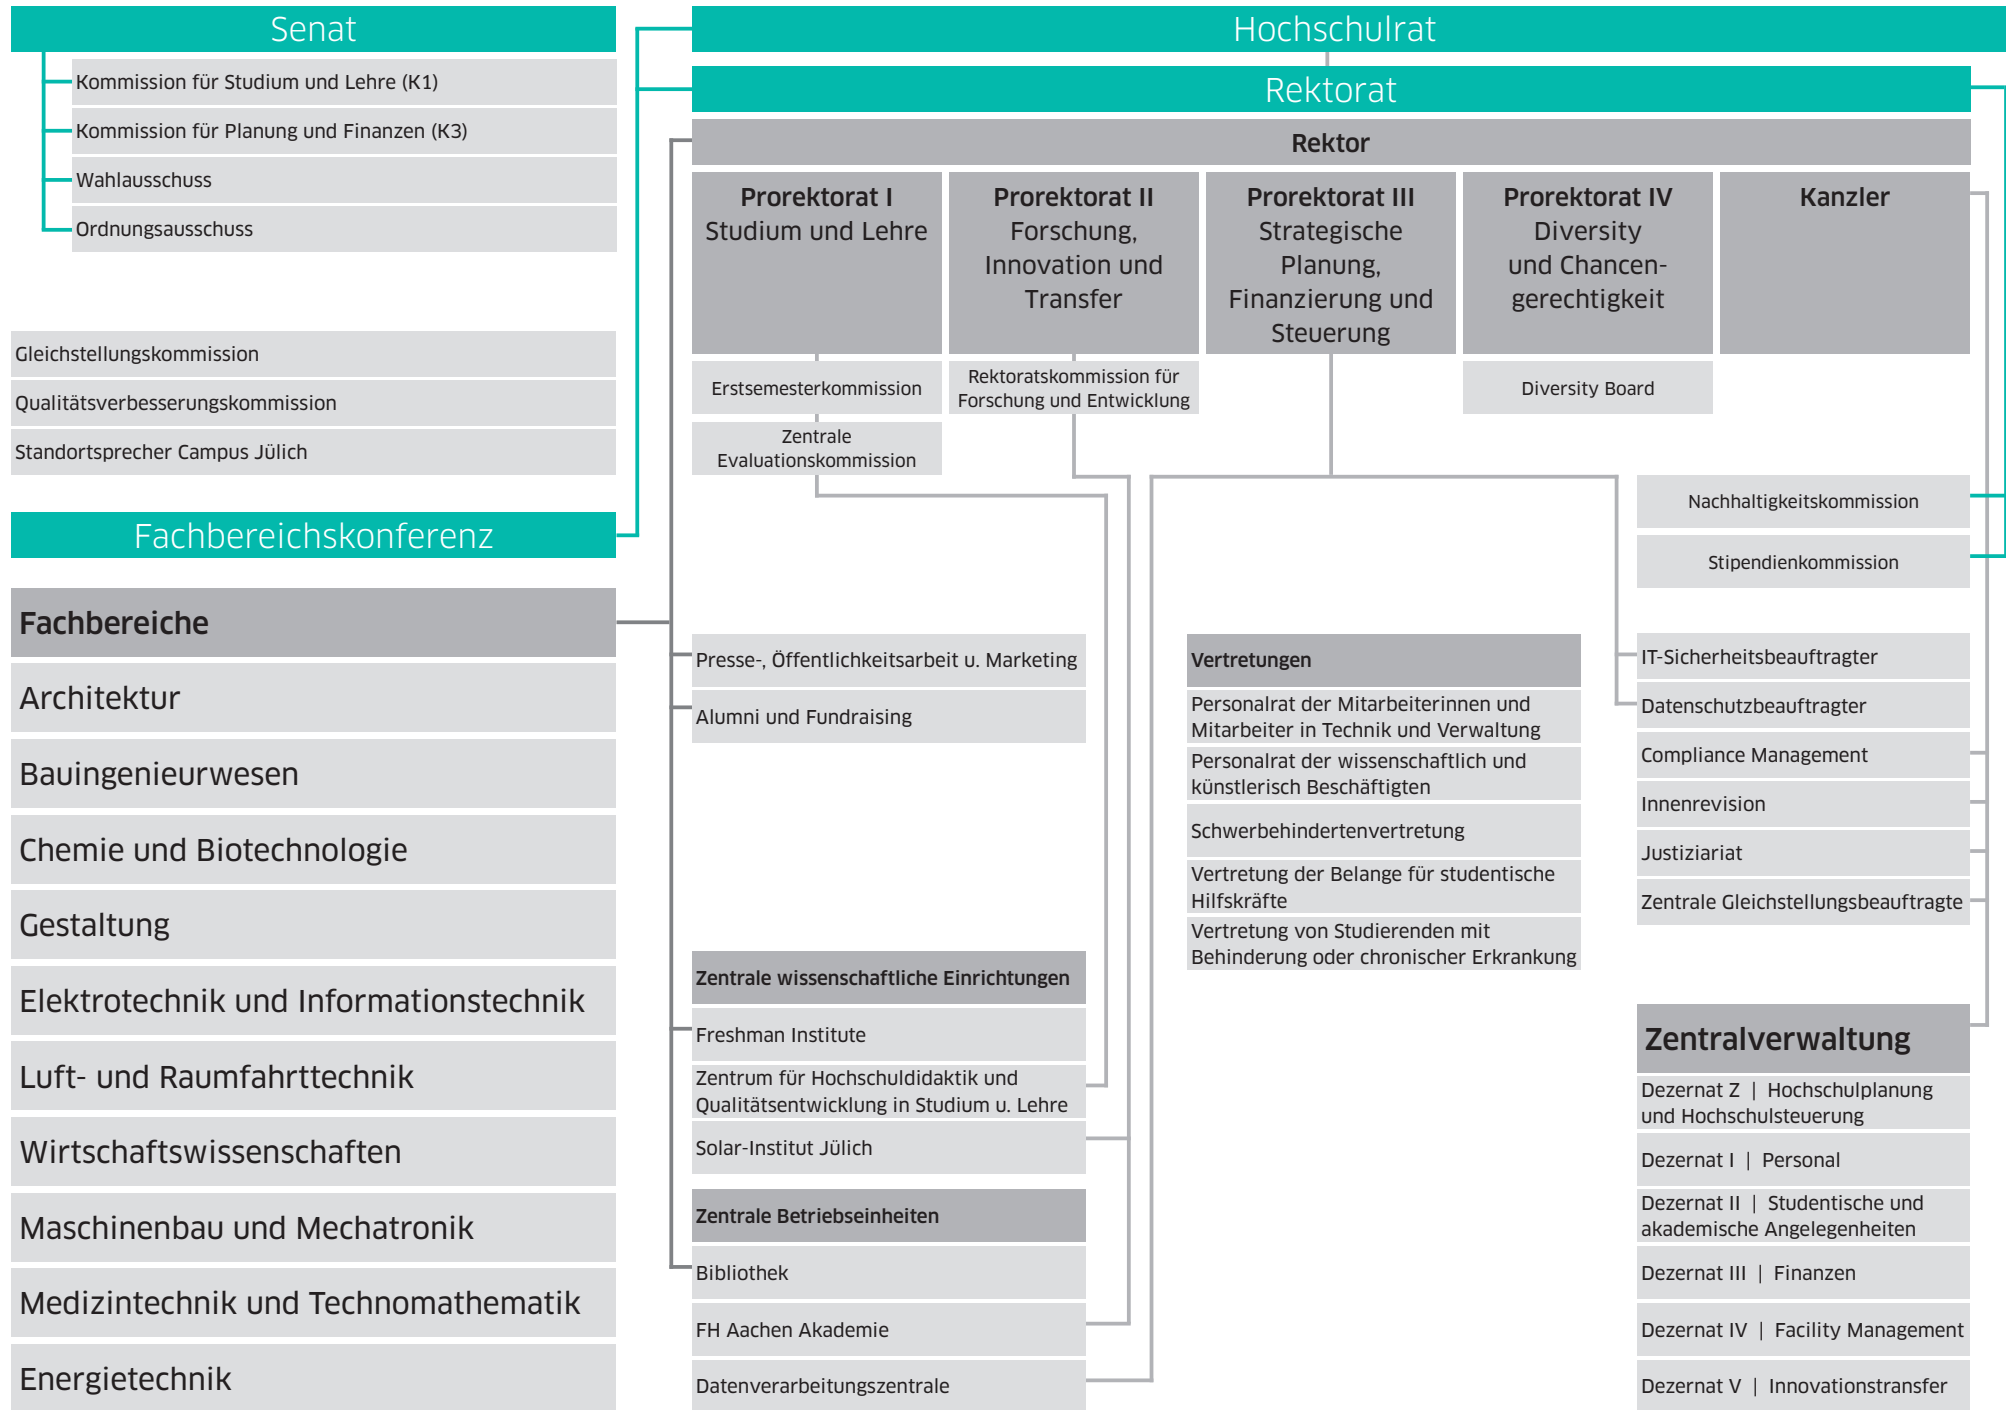 Senat
Kommission für Studium und Lehre (K1)
Kommission für Planung und Finanzen (K3)
Wahlausschuss
Ordnungsausschuss
Gleichstellungskommission
Qualitätsverbesserungskommission
Standortsprecher Campus Jülich
Fachbereichskonferenz
Fachbereiche
Architektur
Bauingenieurwesen
Chemie und Biotechnologie
Gestaltung
Elektrotechnik und Informationstechnik
Luft- und Raumfahrttechnik
Wirtschaftswissenschaften
Maschinenbau und Mechatronik
Medizintechnik und Technomathematik
Energietechnik
Hochschulrat
Rektorat
Rektor
Prorektorat I
Studium und Lehre
Prorektorat II
Forschung,
Innovation und
Transfer
Prorektorat III
Strategische
Planung,
Finanzierung und
Steuerung
Prorektorat IV
Diversity
und Chancen-
gerechtigkeit
Kanzler
Erstsemesterkommission
Zentrale
Evaluationskommission
Rektoratskommission für
Forschung und Entwicklung
Diversity Board
Nachhaltigkeitskommission
Stipendienkommission
Presse-, Öffentlichkeitsarbeit u. Marketing
Alumni und Fundraising
Zentrale wissenschaftliche Einrichtungen
Freshman Institute
Zentrum für Hochschuldidaktik und
Qualitätsentwicklung in Studium u. Lehre
Solar-Institut Jülich
Zentrale Betriebseinheiten
Bibliothek
FH Aachen Akademie
Datenverarbeitungszentrale
Vertretungen
Personalrat der Mitarbeiterinnen und
Mitarbeiter in Technik und Verwaltung
Personalrat der wissenschaftlich und
künstlerisch Beschäftigten
Schwerbehindertenvertretung
Vertretung der Belange für studentische
Hilfskräfte
Vertretung von Studierenden mit
Behinderung oder chronischer Erkrankung
IT-Sicherheitsbeauftragter
Datenschutzbeauftragter
Compliance Management
Innenrevision
Justiziariat
Zentrale Gleichstellungsbeauftragte
Zentralverwaltung
Dezernat Z | Hochschulplanung
und Hochschulsteuerung
Dezernat I | Personal
Dezernat II | Studentische und
akademische Angelegenheiten
Dezernat III | Finanzen
Dezernat IV | Facility Management
Dezernat V | Innovationstransfer